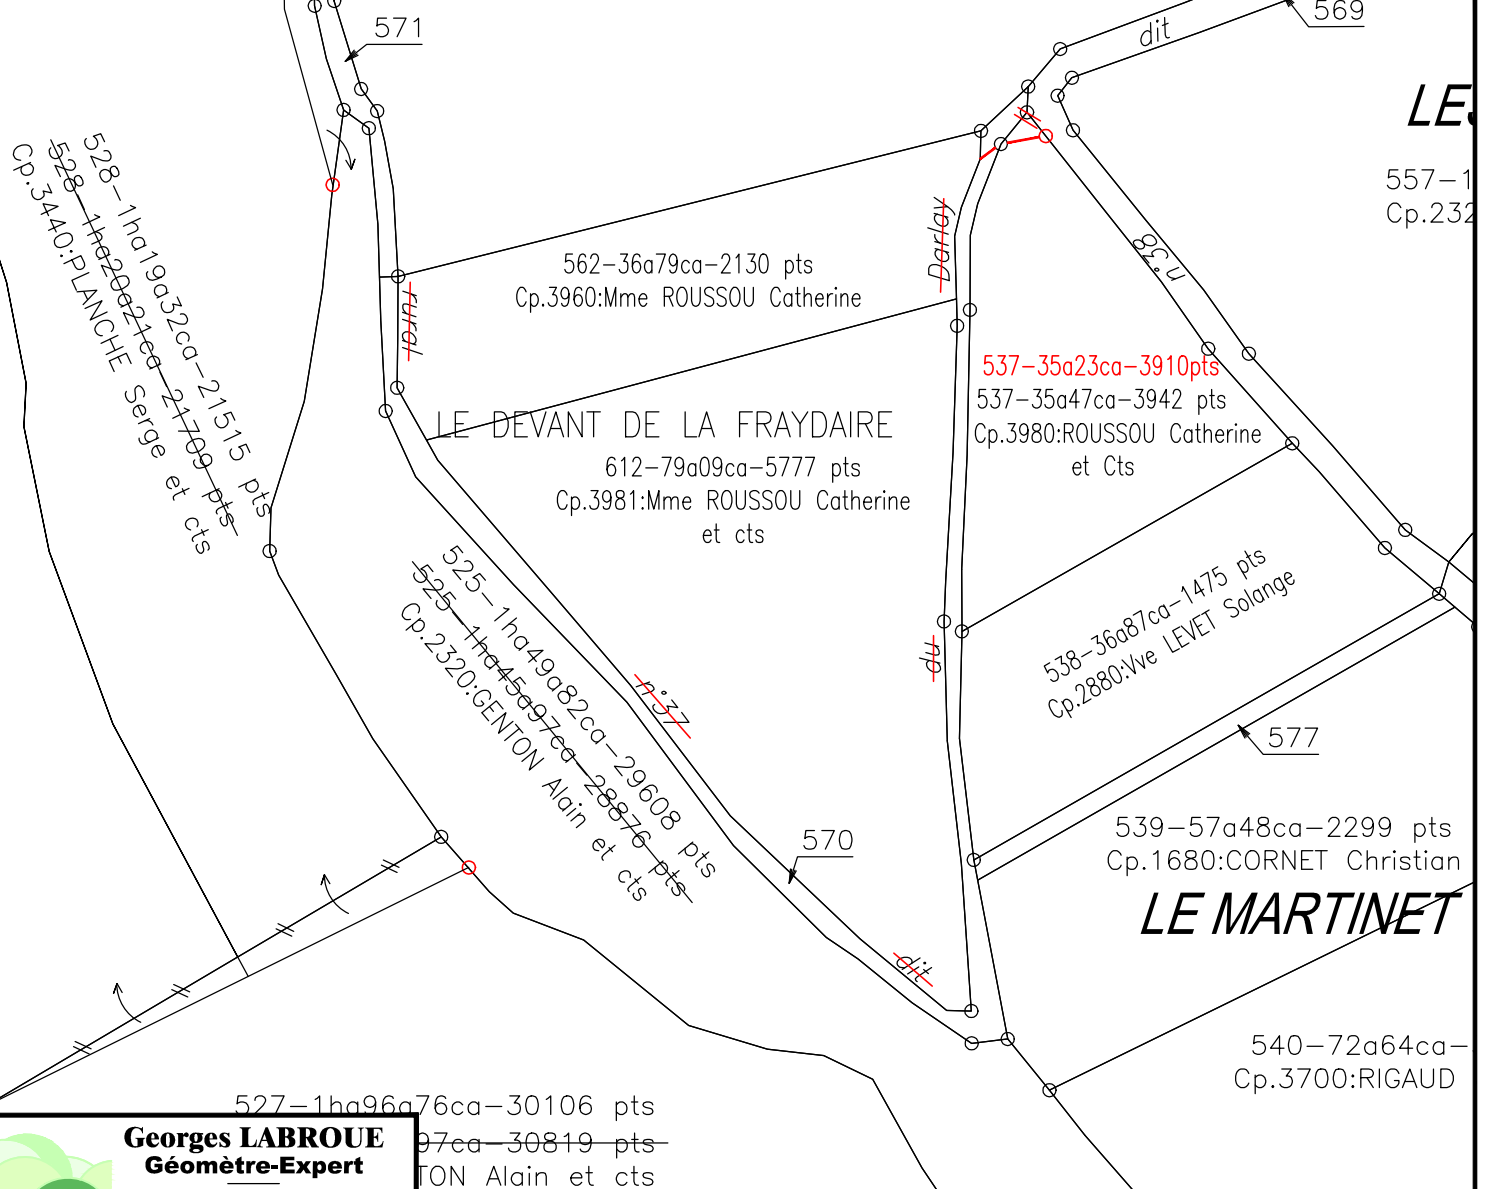 571
569
dit
LES
557-1
Cp.232
528-1ha19a32ca-21515 pts
528-1ha20a21ca-21709 pts
Cp.3440:PLANCHE Serge et cts
Darlay
n°38
562-36a79ca-2130 pts
Cp.3960:Mme ROUSSOU Catherine
rural
537-35a23ca-3910pts
537-35a47ca-3942 pts
Cp.3980:ROUSSOU Catherine
et Cts
LE DEVANT DE LA FRAYDAIRE
612-79a09ca-5777 pts
Cp.3981:Mme ROUSSOU Catherine
et cts
525-1ha49a82ca-29608 pts
525-1ha45a97ca-28876 pts
Cp.2320:GENTON Alain et cts
n°37
du
538-36a87ca-1475 pts
Cp.2880:Vve LEVET Solange
577
570
539-57a48ca-2299 pts
Cp.1680:CORNET Christian
LE MARTINET
dit
540-72a64ca-
Cp.3700:RIGAUD
527-1ha96a76ca-30106 pts
97ca-30819 pts
TON Alain et cts
Georges LABROUE
Géomètre-Expert